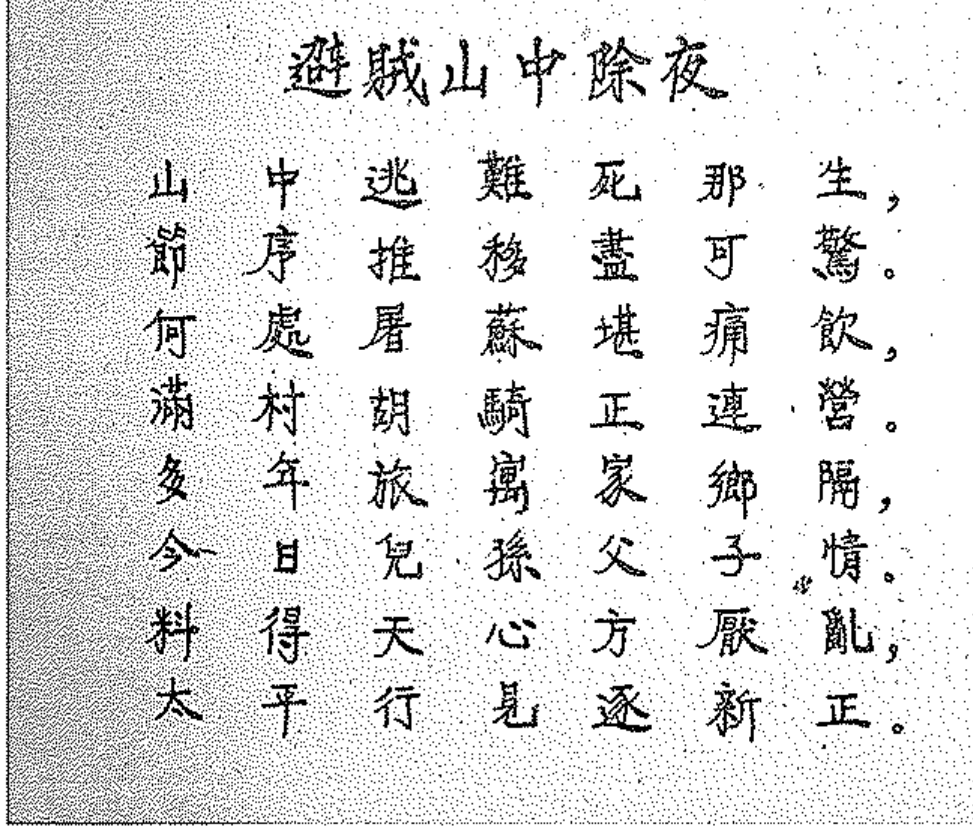 避賊山中除夜
山中逃難死那生，
節序推移盡可驚。
何處屠蘇堪痛飲，
滿村胡騎正連營。
多年旅寓家鄉隔，
今日兒孫父子情。
料得天心方厭亂，
太平行見逐新正。